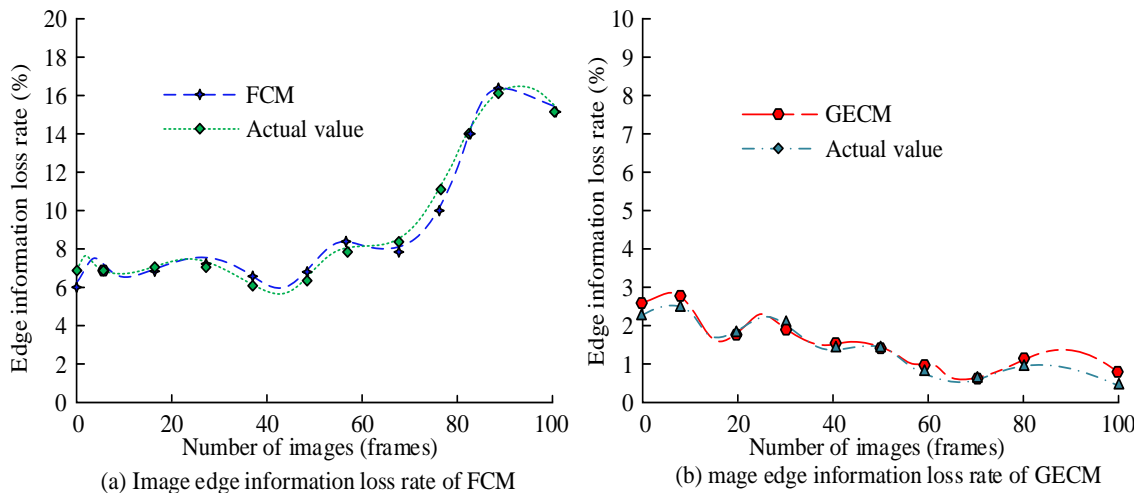 20
18
16
14
12
10
8
6
4
2
0
Edge information loss rate (%)
FCM
Actual value
0 20 40 60 80 100
Number of images (frames)
(a) Image edge information loss rate of FCM
10
9
8
7
6
5
4
3
2
1
0
Edge information loss rate (%)
GECM
Actual value
0 20 40 60 80 100
Number of images (frames)
(b) mage edge information loss rate of GECM